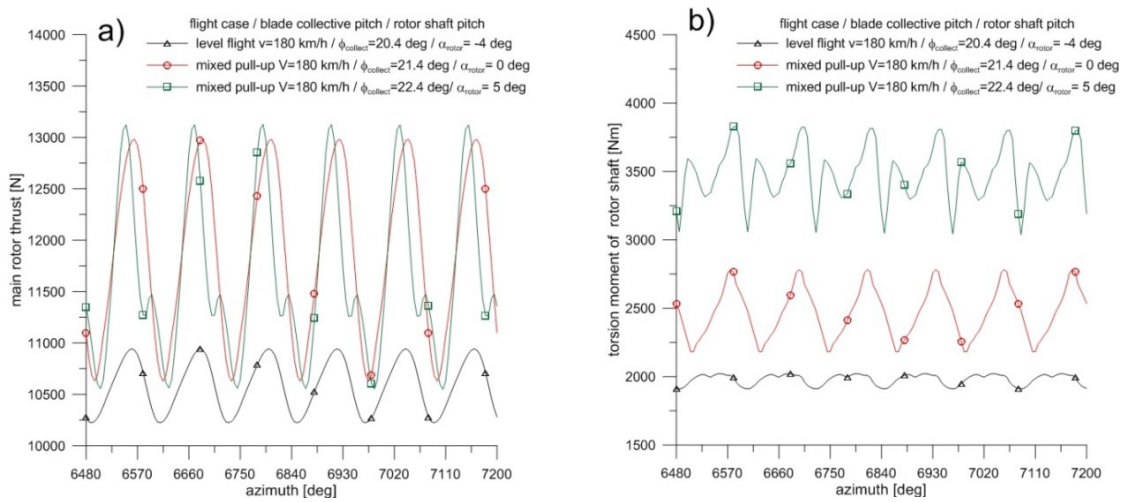 a)
flight case / blade collective pitch / rotor shaft pitch
level flight v=180 km/h / ϕcollect=20.4 deg / αrotor= -4 deg
mixed pull-up V=180 km/h / ϕcollect=21.4 deg / αrotor= 0 deg
mixed pull-up V=180 km/h / ϕcollect=22.4 deg/ αrotor= 5 deg
main rotor thrust [N]
14000
13000
12500
12000
11500
11000
10500
10000
6480 6570 6660 6750 6840 6930 7020 7110 7200
azimuth [deg]
b)
flight case / blade collective pitch / rotor shaft pitch
level flight v=180 km/h / ϕcollect=20.4 deg / αrotor= -4 deg
mixed pull-up V=180 km/h / ϕcollect=21.4 deg / αrotor= 0 deg
mixed pull-up V=180 km/h / ϕcollect=22.4 deg/ αrotor= 5 deg
torsion moment of rotor shaft [Nm]
4500
4000
3500
3000
2500
2000
1500
6480 6570 6660 6750 6840 6930 7020 7110 7200
azimuth [deg]